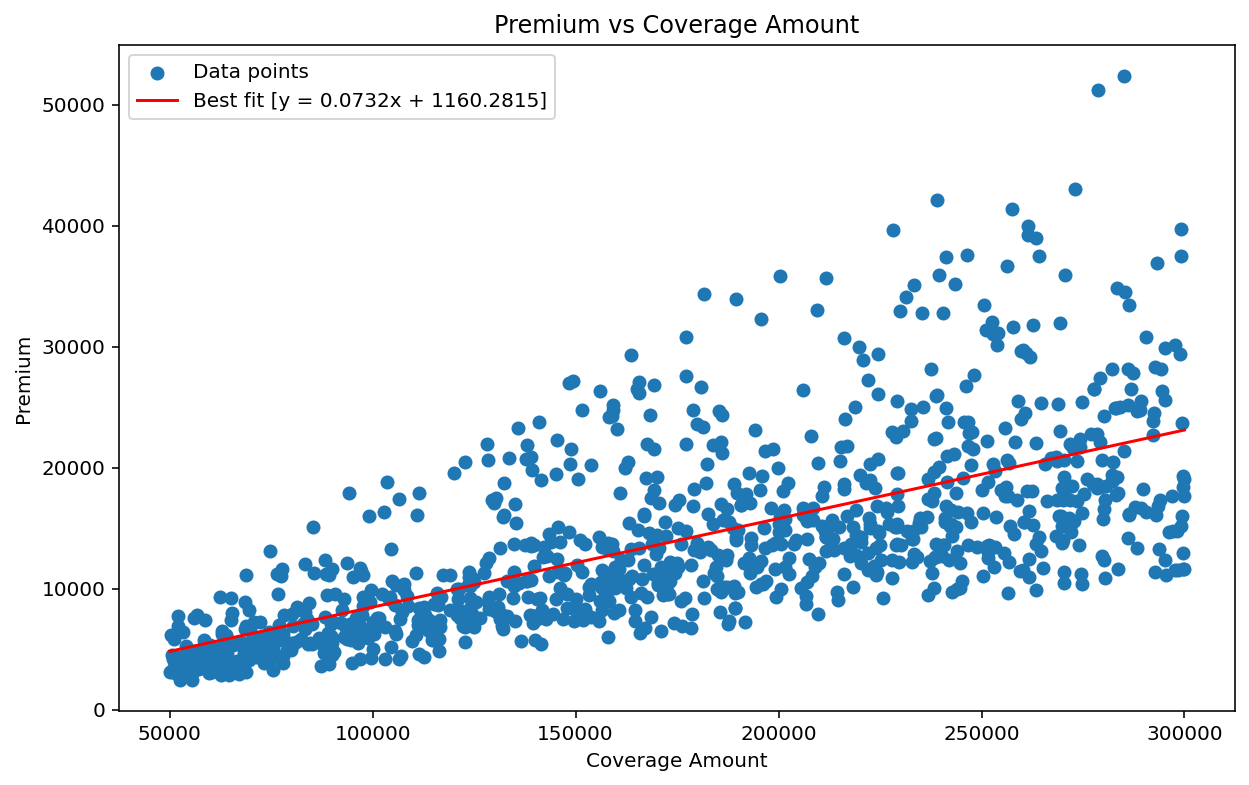 Premium vs Coverage Amount
Data points
Best fit [y = 0.0732x + 1160.2815]
50000
40000
30000
20000
10000
0
Premium
50000 100000 150000 200000 250000 300000
Coverage Amount